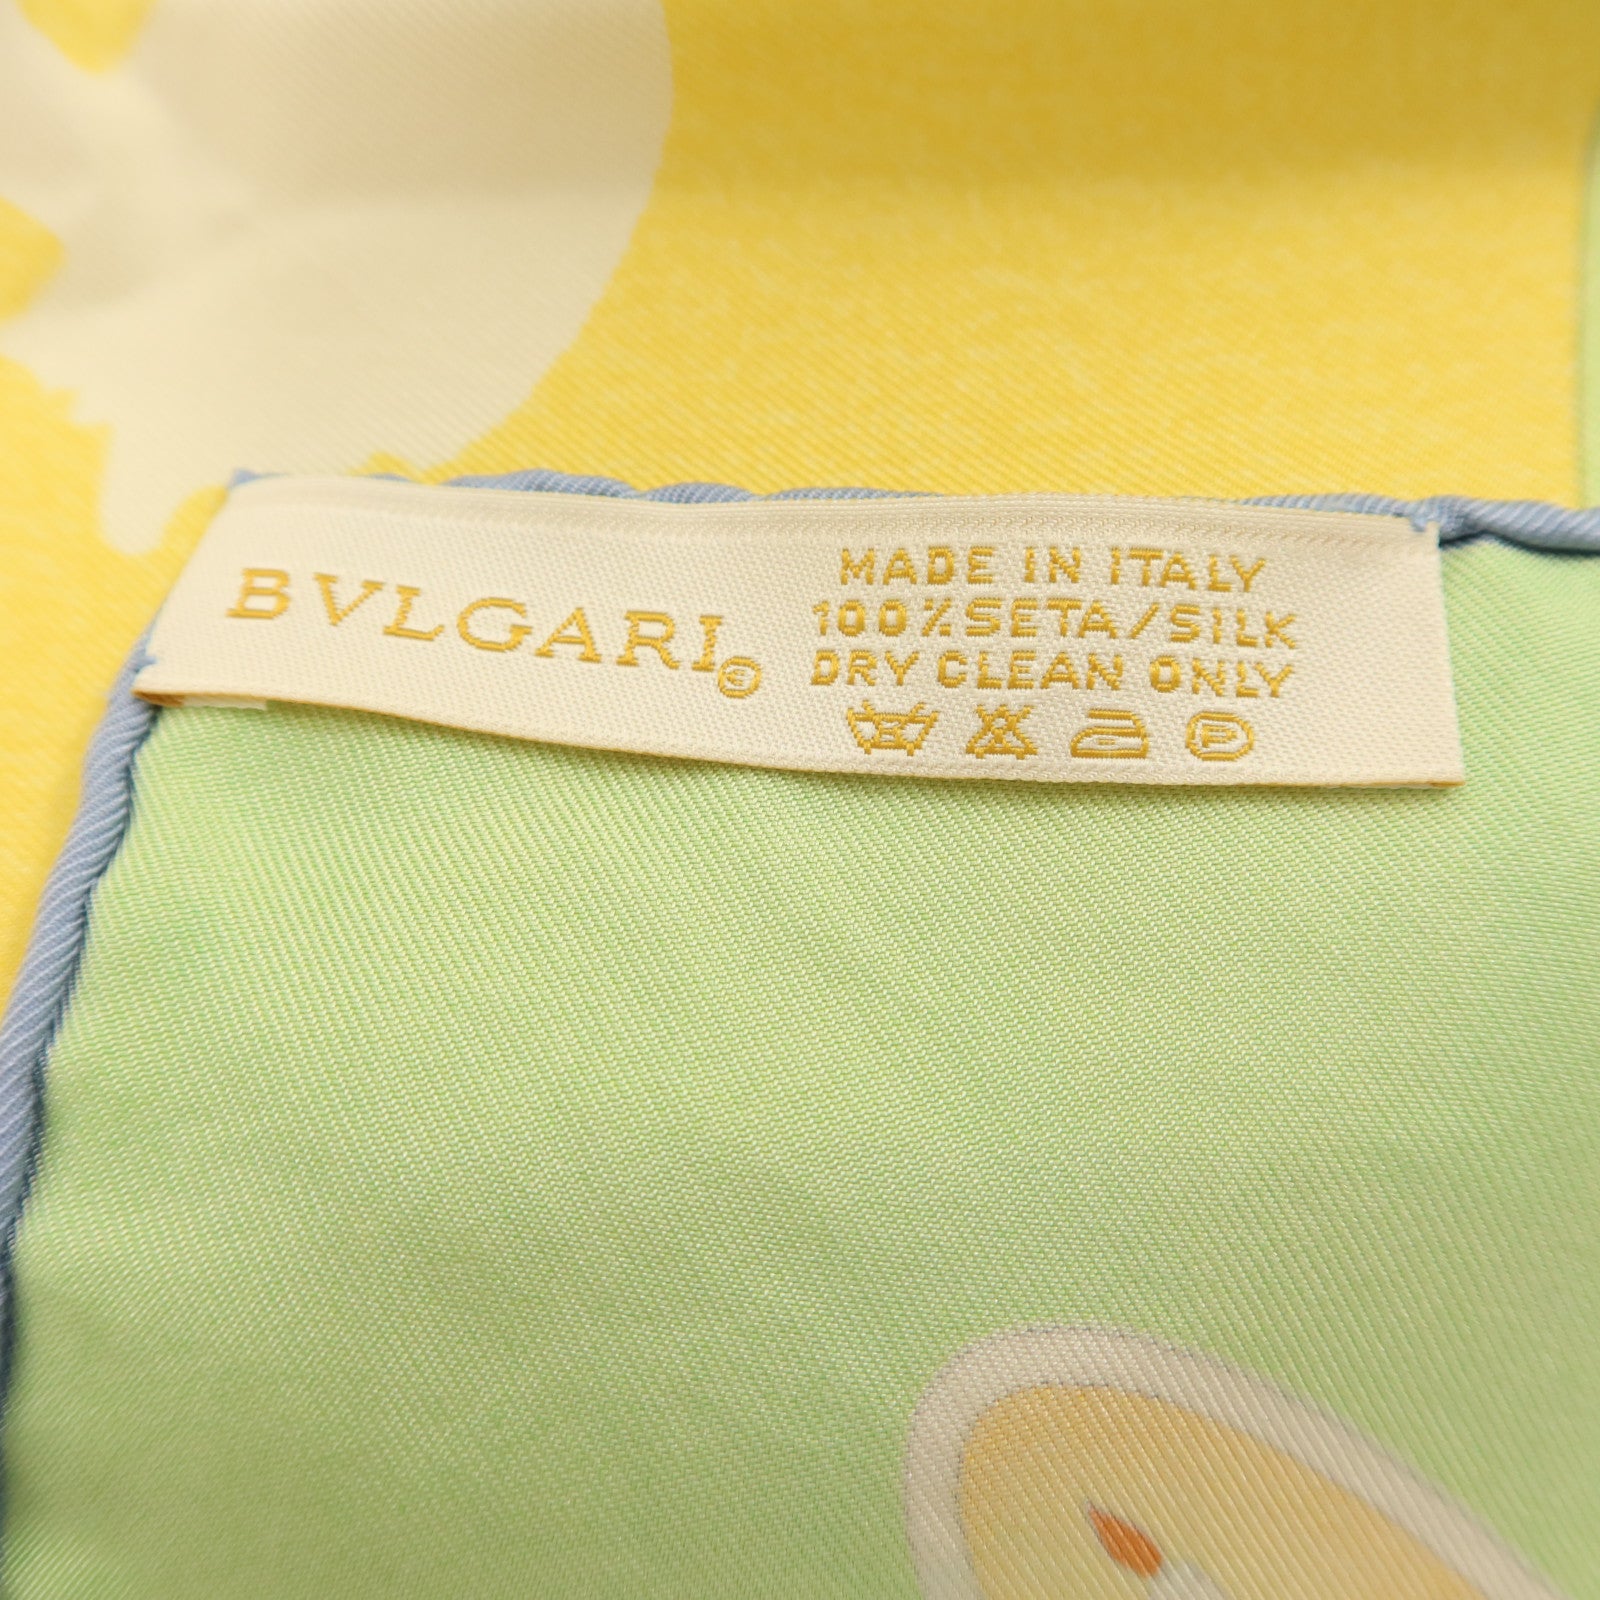 BVLGARI®
MADE IN ITALY
100% SETA/SILK
DRY CLEAN ONLY
P